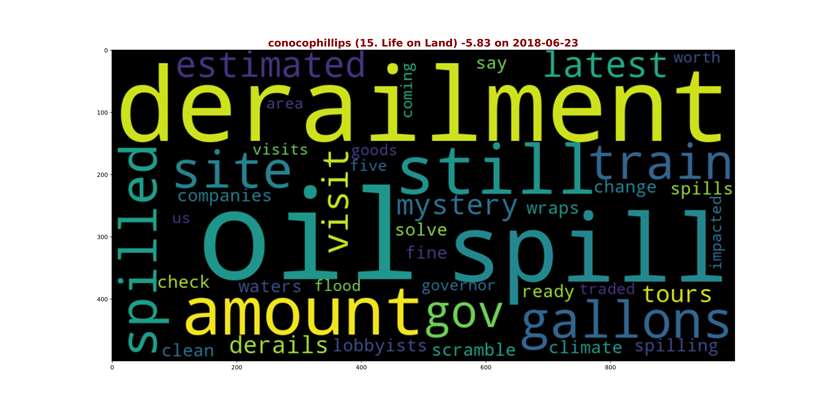 conocophillips (15. Life on Land) -5.83 on 2018-06-23
0
100
200
300
400
0
200
400
600
800
estimated
say
latest
worth
derailment
area
coming
visits
goods
five
still
train
site
companies
visit
change
spills
spilled
us
mystery
wraps
solve
fine
oil
spill
impacted
check
waters
flood
governor
ready
traded
tours
amount
gov
gallons
clean
derails
lobbyists
scramble
climate
spilling